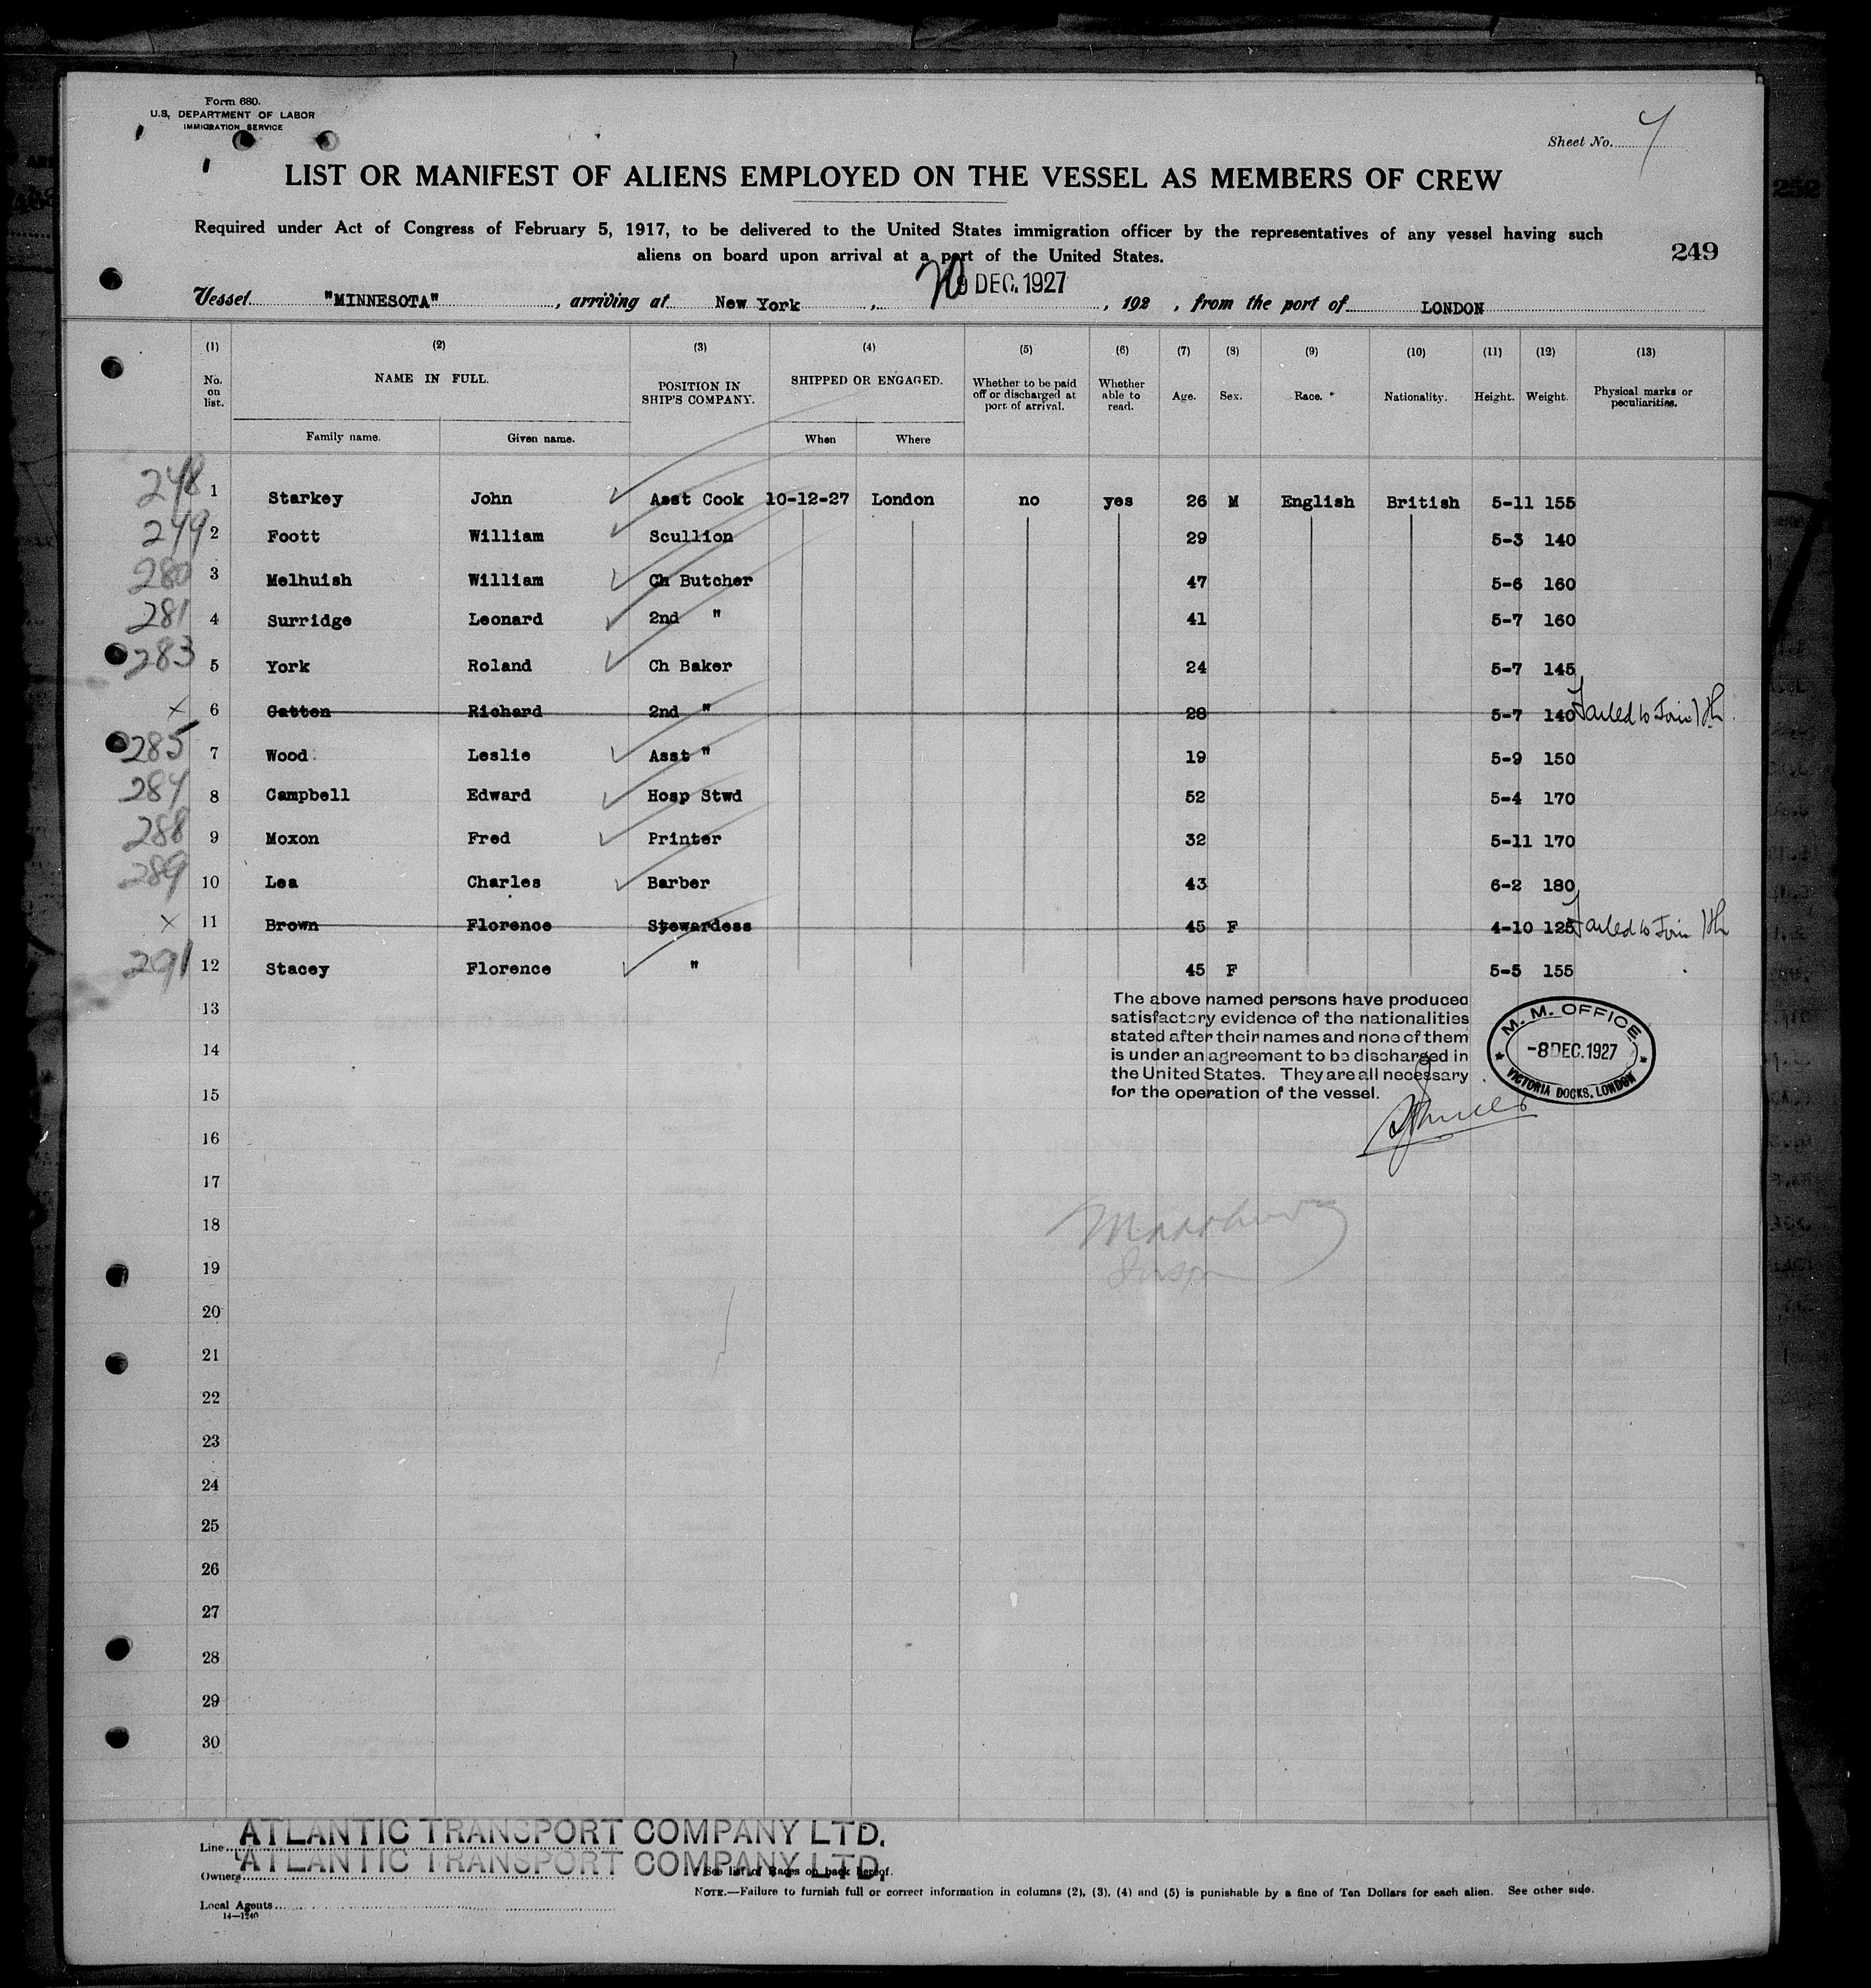 Form 680.
U.S. DEPARTMENT OF LABOR
IMMIGRATION SERVICE
Sheet No. 7
LIST OR MANIFEST OF ALIENS EMPLOYED ON THE VESSEL AS MEMBERS OF CREW
Required under Act of Congress of February 5, 1917, to be delivered to the United States immigration officer by the representatives of any vessel having such
aliens on board upon arrival at a port of the United States.
249
Vessel "MINNESOTA", arriving at New York, 20 DEC. 1927, 192 , from the port of LONDON
(1) (2) (3) (4) (5) (6) (7) (8) (9) (10) (11) (12) (13)
No. on list. NAME IN FULL. POSITION IN SHIP'S COMPANY. SHIPPED OR ENGAGED. Whether to be paid off or discharged at port of arrival. Whether able to read. Age. Sex. Race.* Nationality. Height. Weight. Physical marks or peculiarities.
Family name. Given name. When Where
248 1 Starkey John Asst Cook 10-12-27 London no yes 26 M English British 5-11 155
249 2 Foott William Scullion 29 5-3 140
280 3 Melhuish William Ch Butcher 47 5-6 160
281 4 Surridge Leonard 2nd " 41 5-7 160
283 5 York Roland Ch Baker 24 5-7 145
x 6 Gatten Richard 2nd " 28 5-7 140 Failed to Join
285 7 Wood Leslie Asst " 19 5-9 150
284 8 Campbell Edward Hosp Stwd 52 5-4 170
288 9 Moxon Fred Printer 32 5-11 170
289 10 Lea Charles Barber 43 6-2 180
x 11 Brown Florence Stewardess 45 F 4-10 125 Failed to Join
291 12 Stacey Florence " 45 F 5-5 155
13
14
15
16
17
18
19
20
21
22
23
24
25
26
27
28
29
30
The above named persons have produced
satisfactory evidence of the nationalities
stated after their names and none of them
is under an agreement to be discharged in
the United States. They are all necessary
for the operation of the vessel.
M. M. OFFICE
-8 DEC. 1927
VICTORIA DOCKS, LONDON
Line ATLANTIC TRANSPORT COMPANY LTD.
Owners ATLANTIC TRANSPORT COMPANY LTD.
* See list of Races on back hereof.
NOTE.—Failure to furnish full or correct information in columns (2), (3), (4) and (5) is punishable by a fine of Ten Dollars for each alien. See other side.
Local Agents
14—1240